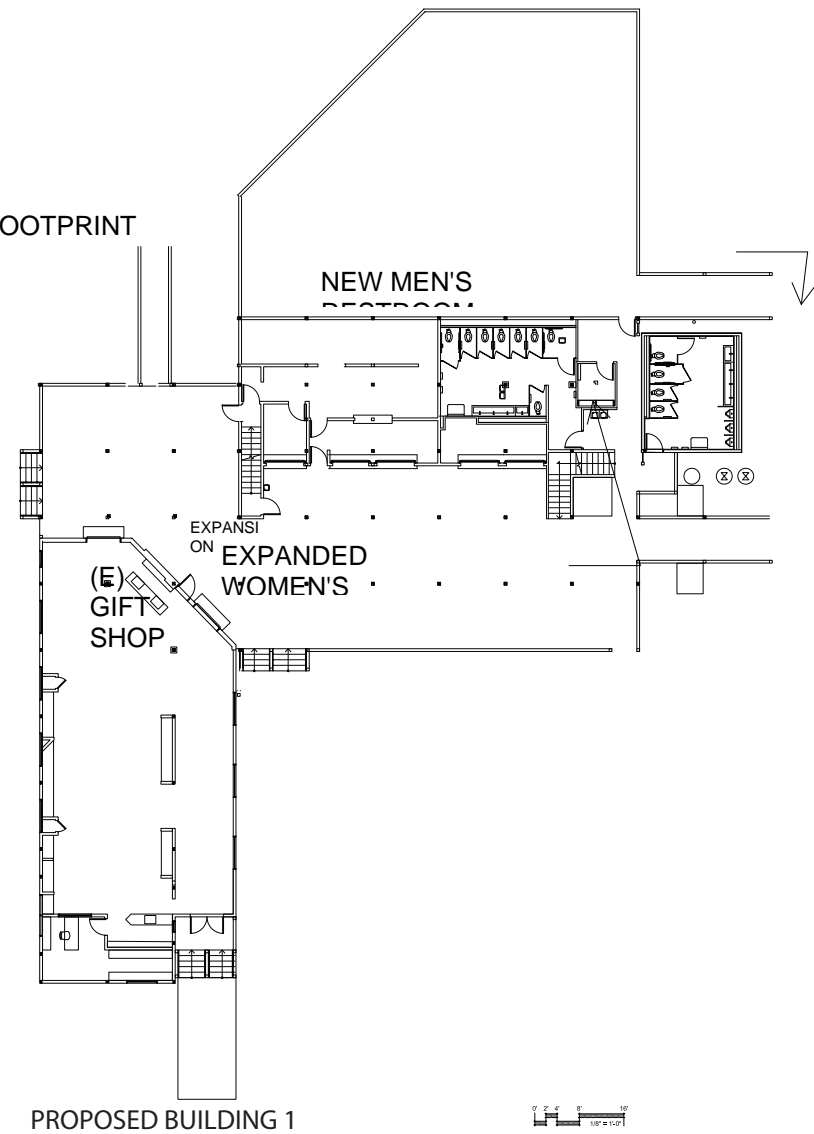 OOTPRINT
NEW MEN'S
RESTROOM
EXPANSI
ON
EXPANDED
WOMEN'S
(E)
GIFT
SHOP
PROPOSED BUILDING 1
0' 2' 4' 8' 16'
1/8" = 1'-0"